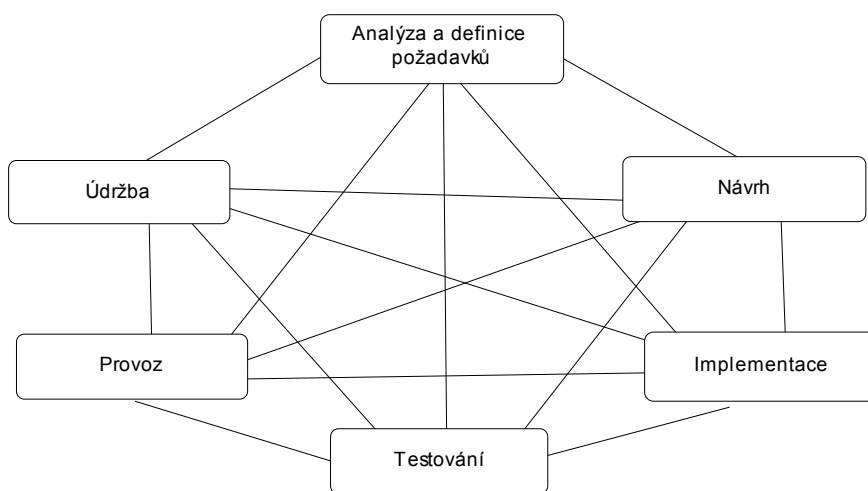 Analýza a definice
požadavků
Údržba
Návrh
Provoz
Implementace
Testování